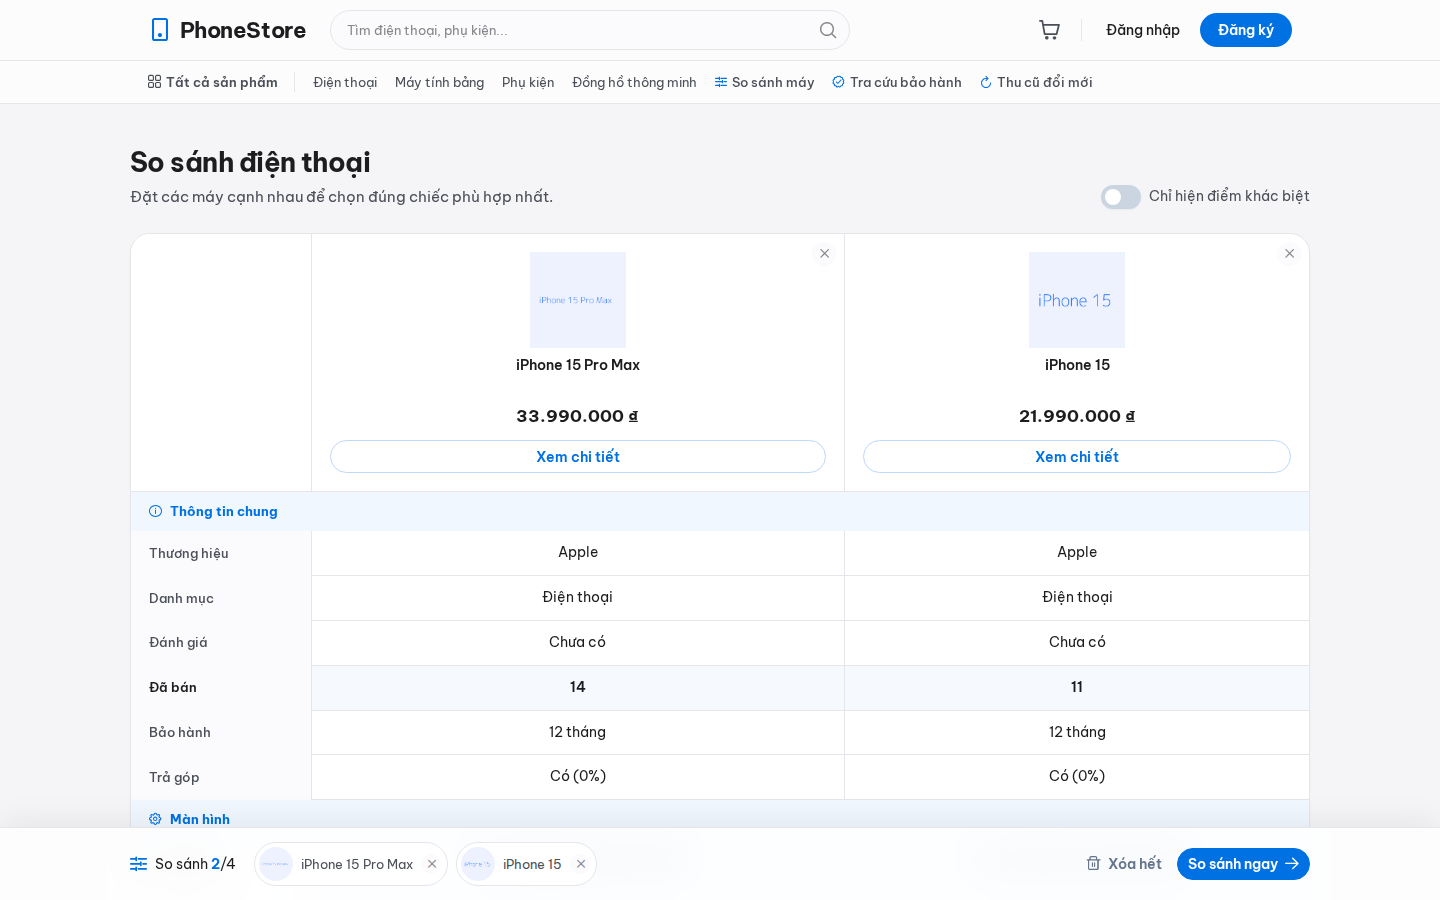 PhoneStore
Tìm điện thoại, phụ kiện...
Đăng nhập
Đăng ký
Tất cả sản phẩm
Điện thoại
Máy tính bảng
Phụ kiện
Đồng hồ thông minh
So sánh máy
Tra cứu bảo hành
Thu cũ đổi mới
So sánh điện thoại
Đặt các máy cạnh nhau để chọn đúng chiếc phù hợp nhất.
Chỉ hiện điểm khác biệt
iPhone 15 Pro Max
iPhone 15
iPhone 15 Pro Max
iPhone 15
33.990.000 ₫
21.990.000 ₫
Xem chi tiết
Xem chi tiết
Thông tin chung
Thương hiệu
Apple
Apple
Danh mục
Điện thoại
Điện thoại
Đánh giá
Chưa có
Chưa có
Đã bán
14
11
Bảo hành
12 tháng
12 tháng
Trả góp
Có (0%)
Có (0%)
Màn hình
So sánh 2/4
iPhone 15 Pro Max
iPhone 15
Xóa hết
So sánh ngay